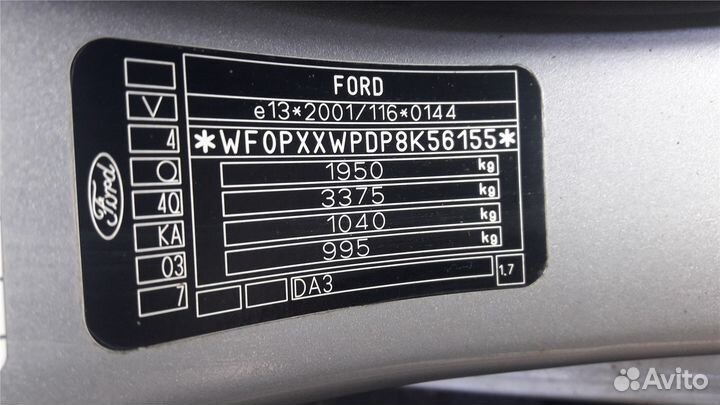 FORD
e13*2001/116*0144
*WF0PXXWPDP8K56155*
1950 kg
3375 kg
1040 kg
995 kg
DA3
1.7
V
4
O
4Q
KA
03
7
Ford
Avito